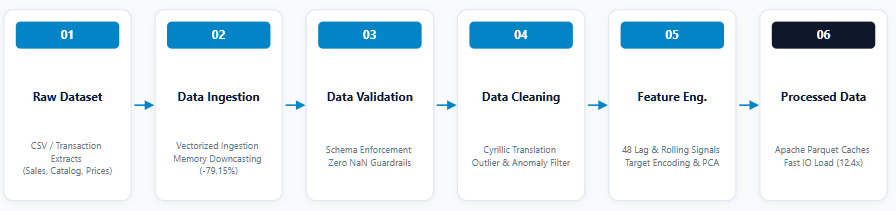 01
Raw Dataset
CSV / Transaction
Extracts
(Sales, Catalog, Prices)
02
Data Ingestion
Vectorized Ingestion
Memory Downcasting
(-79.15%)
03
Data Validation
Schema Enforcement
Zero NaN Guardrails
04
Data Cleaning
Cyrillic Translation
Outlier & Anomaly Filter
05
Feature Eng.
48 Lag & Rolling Signals
Target Encoding & PCA
06
Processed Data
Apache Parquet Caches
Fast IO Load (12.4x)